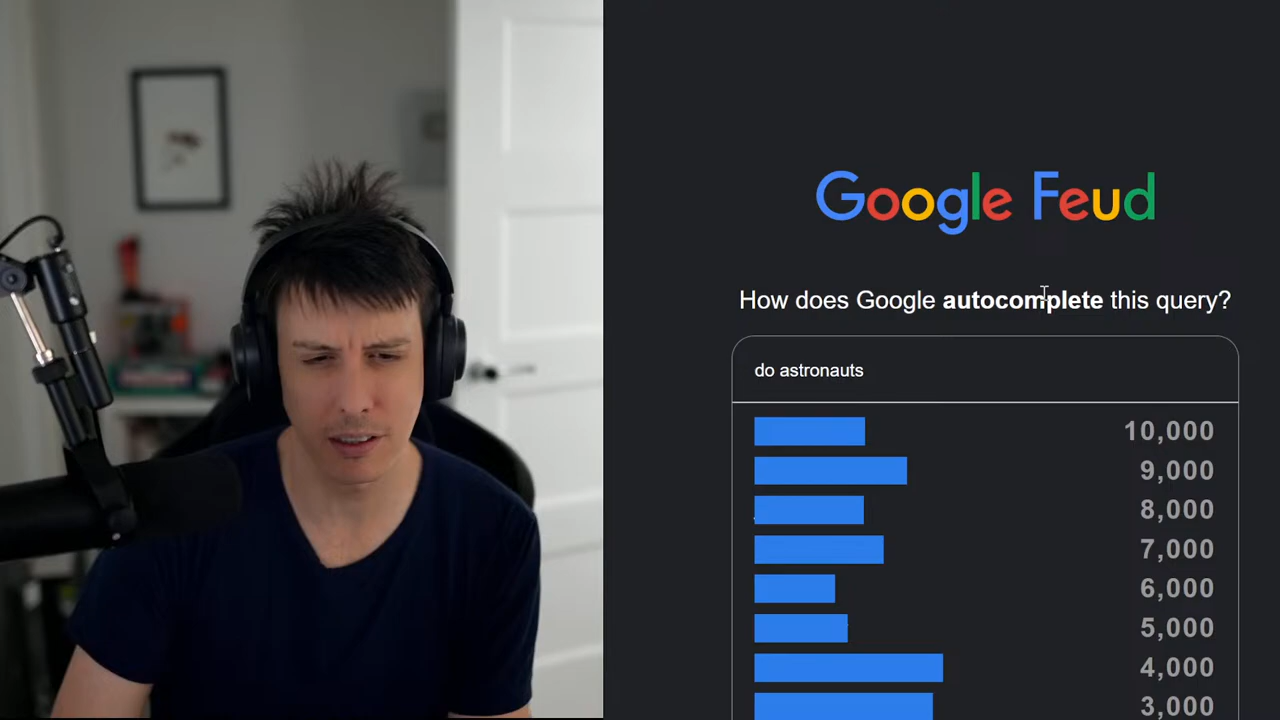 Google Feud
How does Google autocomplete this query?
do astronauts
10,000
9,000
8,000
7,000
6,000
5,000
4,000
3,000